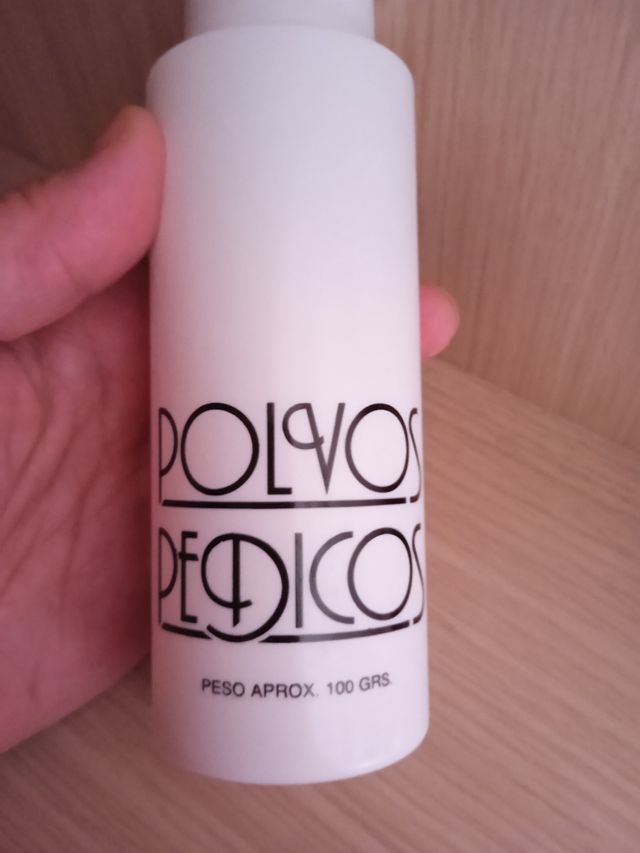 POLVOS
PEDICOS
PESO APROX. 100 GRS.